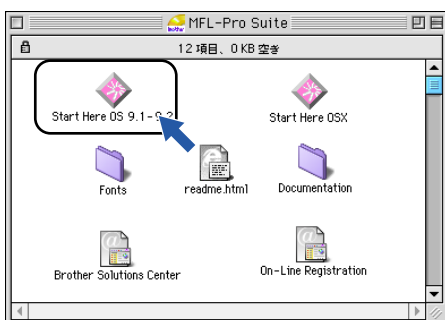 MFL-Pro Suite
12 項目、0 KB 空き
Start Here OS 9.1-9.2
Start Here OSX
Fonts
readme.html
Documentation
Brother Solutions Center
On-Line Registration